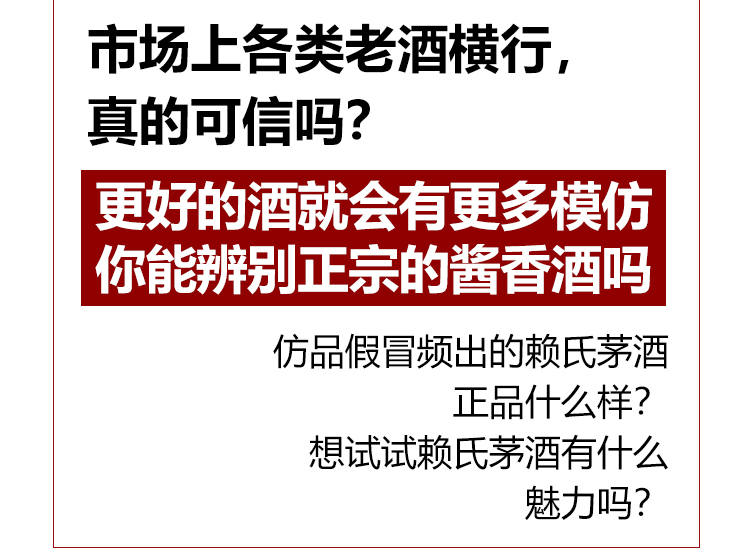 市场上各类老酒横行，
真的可信吗？
更好的酒就会有更多模仿
你能辨别正宗的酱香酒吗
仿品假冒频出的赖氏茅酒
正品什么样？
想试试赖氏茅酒有什么
魅力吗？